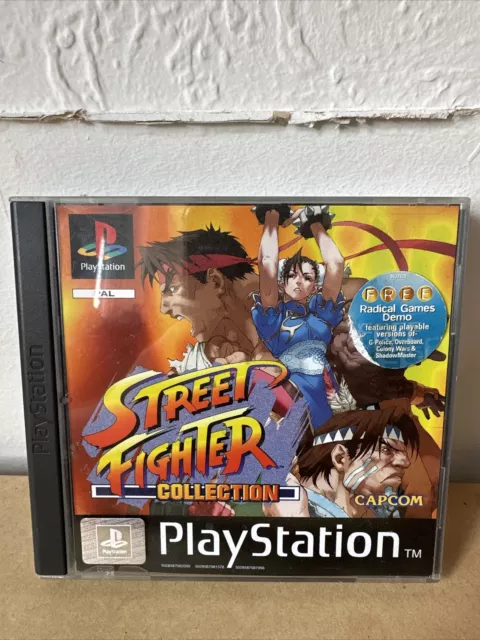 PlayStation
PAL
PlayStation
FREE
Radical Games
Demo
featuring playable
versions of
G-Police, Overboard,
Colony Wars &
ShadowMaster
STREET
FIGHTER
COLLECTION
CAPCOM
PlayStation
PlayStation TM